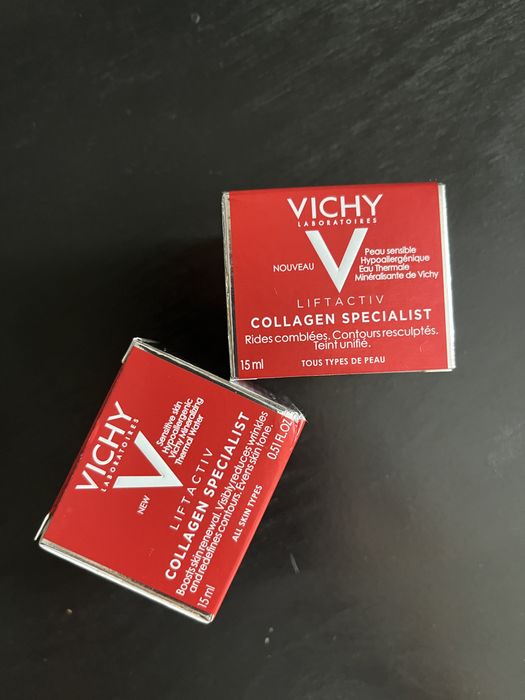 VICHY
LABORATOIRES
NOUVEAU
Peau sensible
Hypoallergénique
Eau Thermale
Minéralisante de Vichy
LIFTACTIV
COLLAGEN SPECIALIST
Rides comblées. Contours resculptés.
Teint unifié.
15 ml
TOUS TYPES DE PEAU
VICHY
LABORATOIRES
NEW
Sensitive skin
Hypoallergenic
Vichy Mineralizing
Thermal Water
LIFTACTIV
COLLAGEN SPECIALIST
Boosts skin renewal. Visibly reduces wrinkles
and redefines contours. Evens skin tone.
15 ml
ALL SKIN TYPES
0.51 FL.OZ